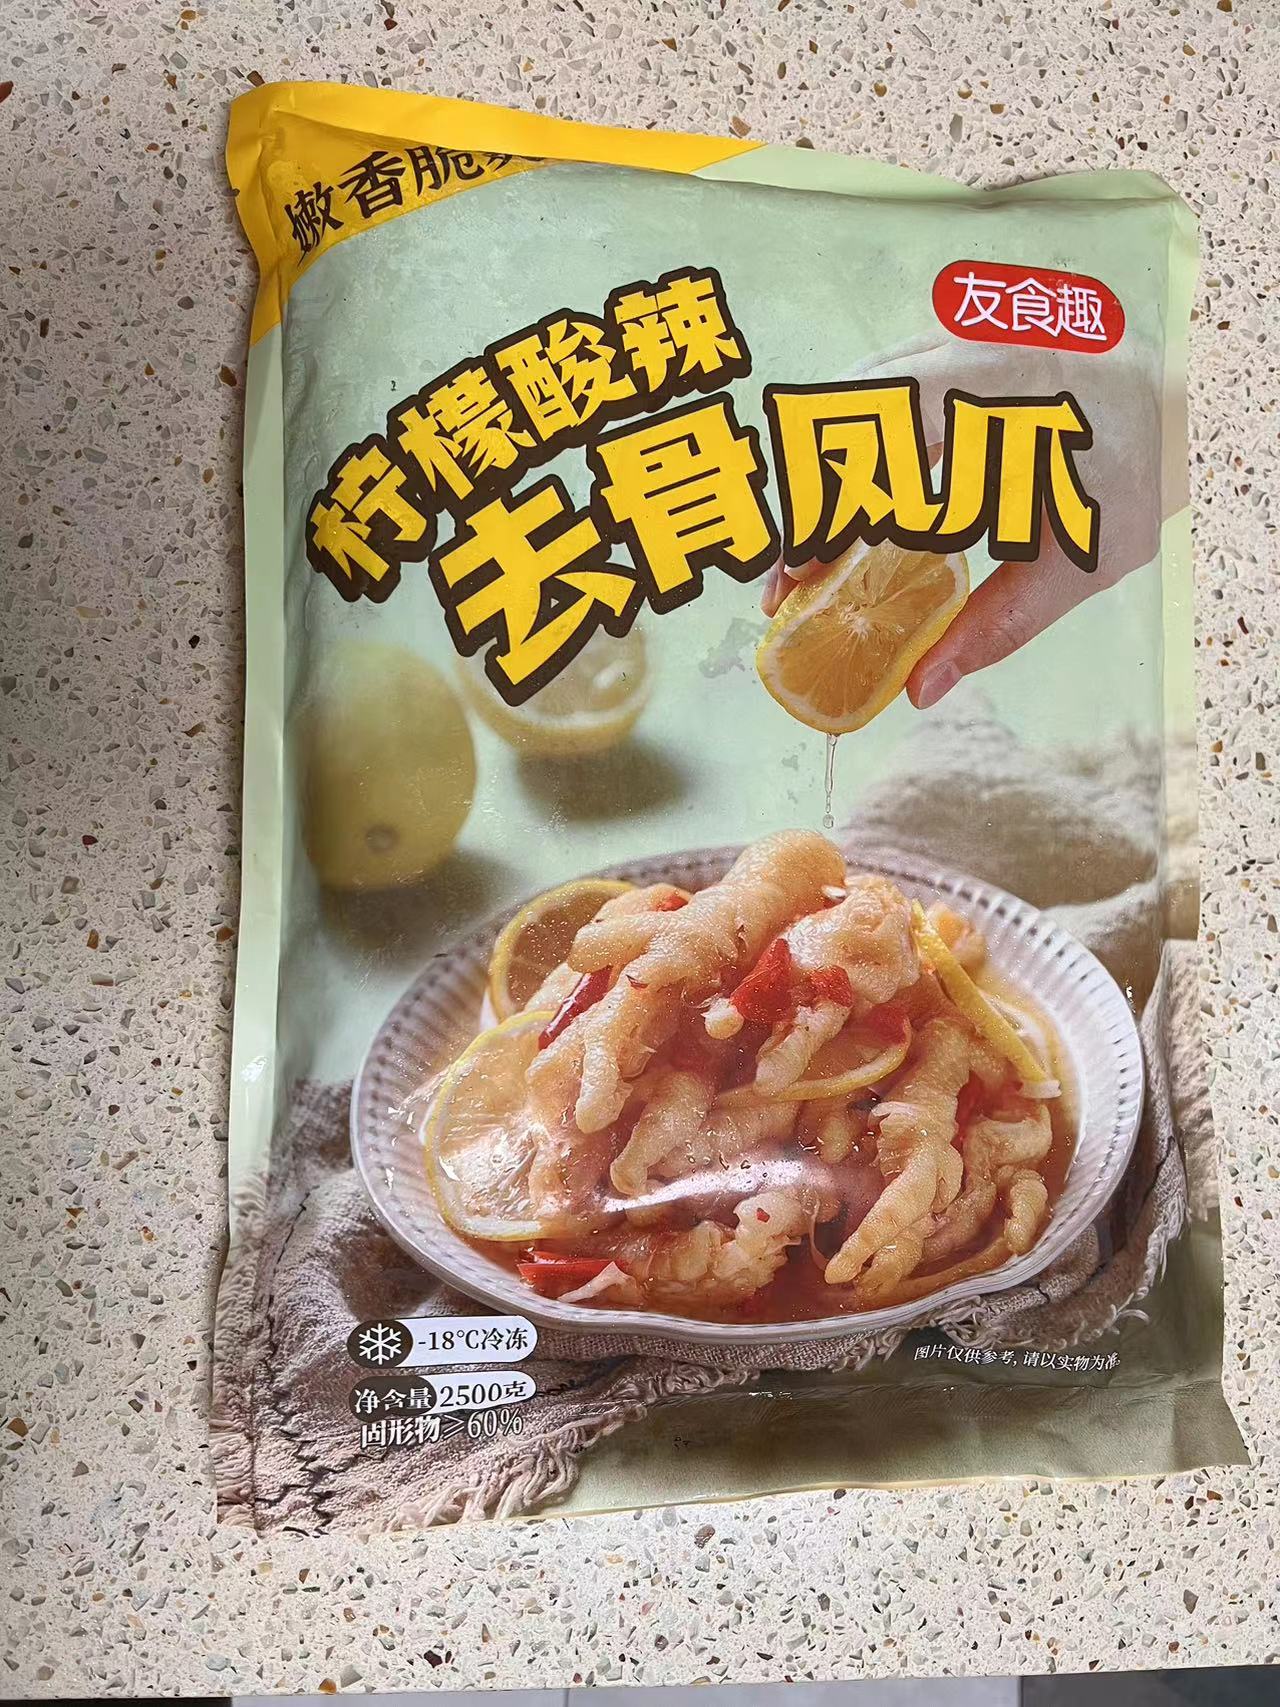 嫩香脆
友食趣
柠檬酸辣
去骨凤爪
-18℃冷冻
净含量 2500克
固形物≥60%
图片仅供参考,请以实物为准